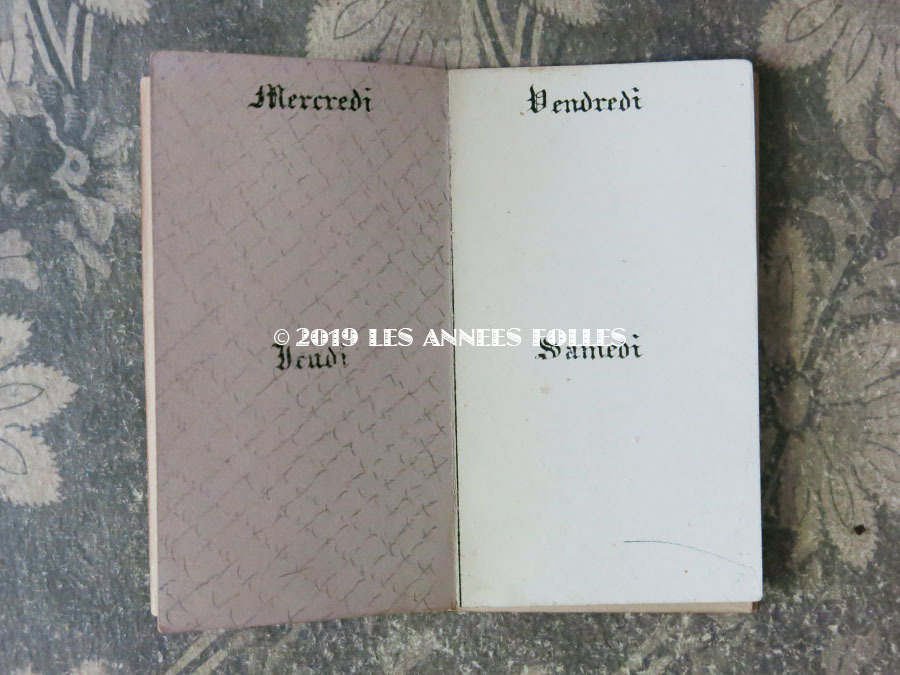 Mercredi
Jeudi
Vendredi
Samedi
© 2019 LES ANNEES FOLLES